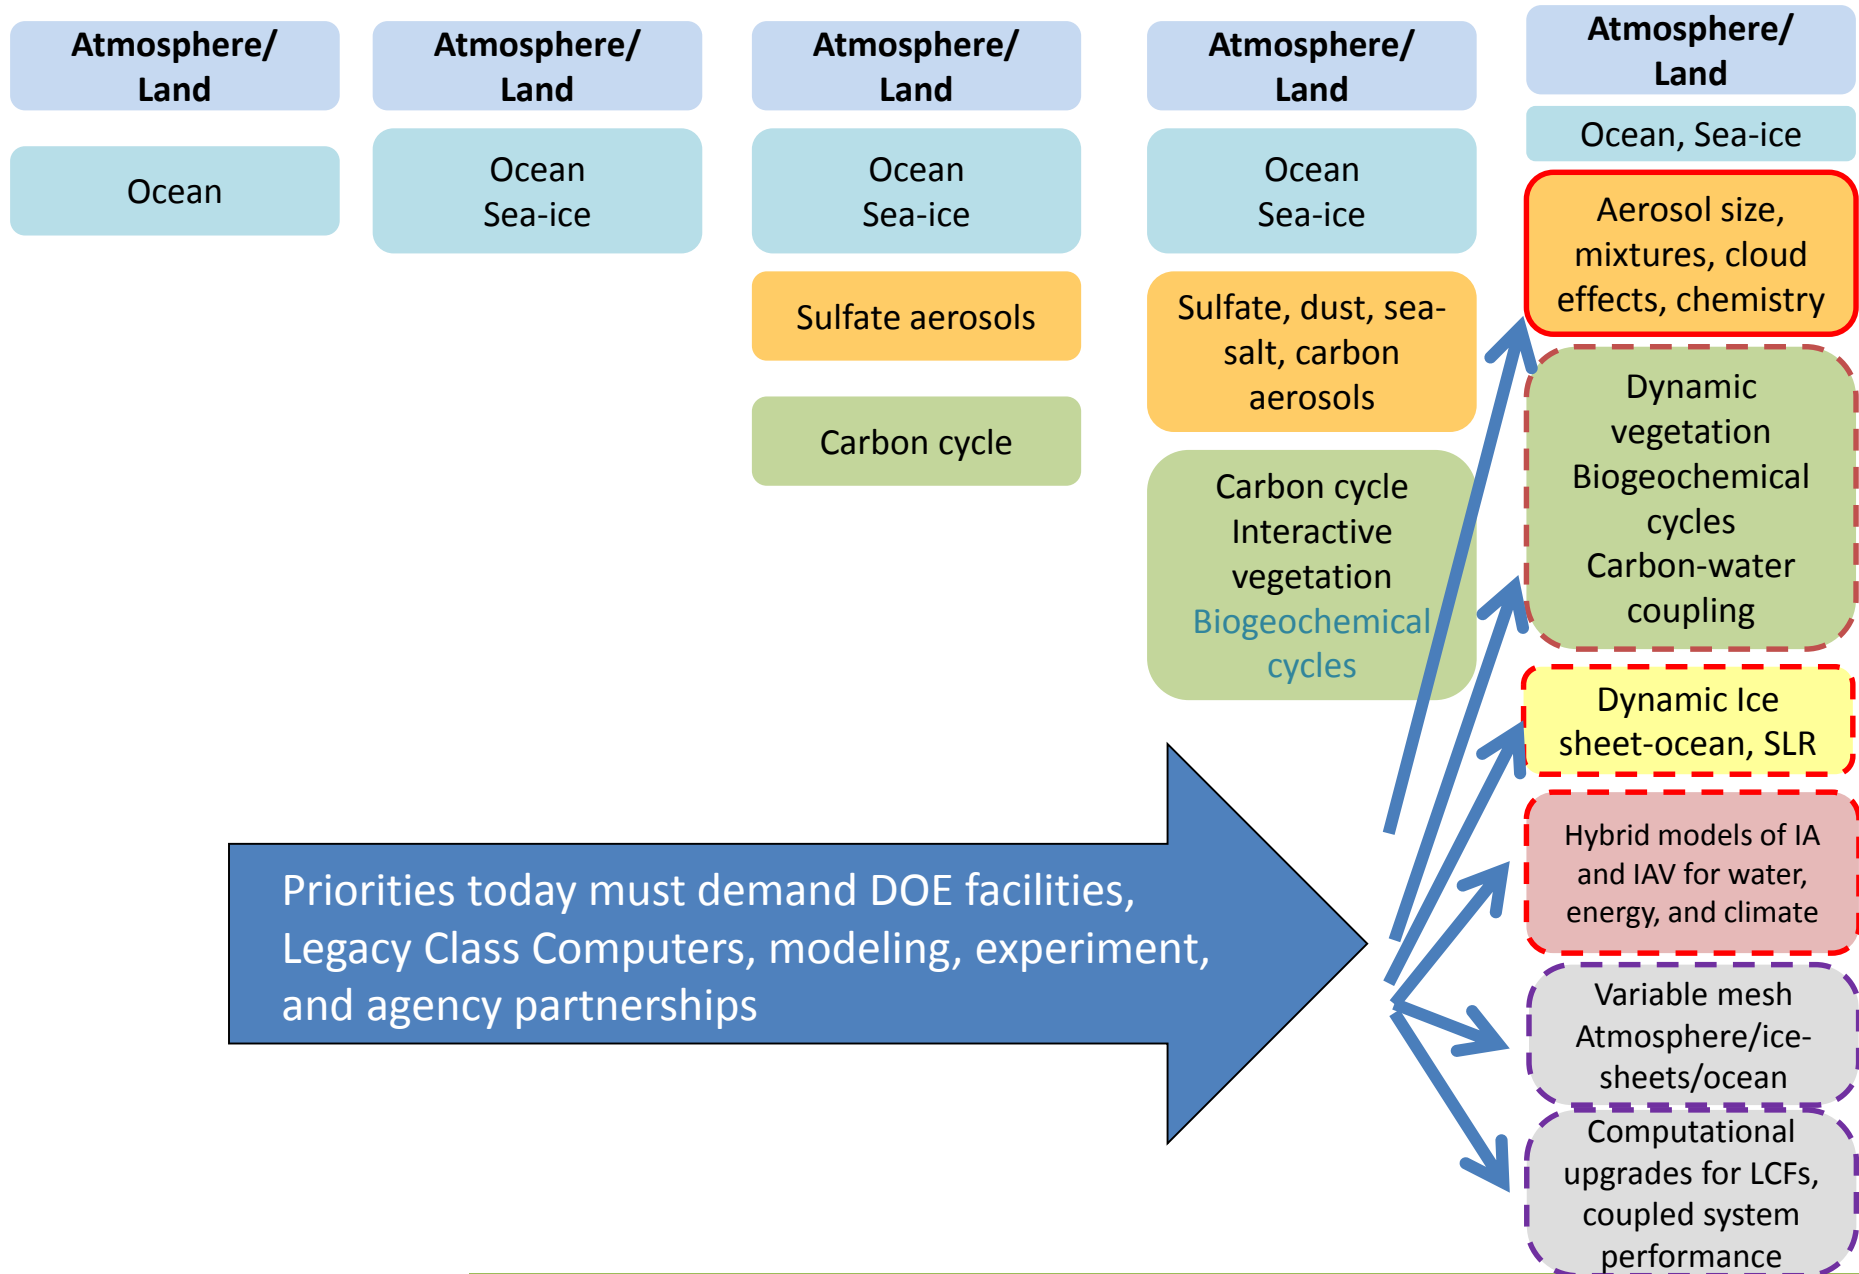 Atmosphere/
Land
Ocean
Atmosphere/
Land
Ocean
Sea-ice
Atmosphere/
Land
Ocean
Sea-ice
Sulfate aerosols
Carbon cycle
Atmosphere/
Land
Ocean
Sea-ice
Sulfate, dust, sea-
salt, carbon
aerosols
Carbon cycle
Interactive
vegetation
Biogeochemical
cycles
Atmosphere/
Land
Ocean, Sea-ice
Aerosol size,
mixtures, cloud
effects, chemistry
Dynamic
vegetation
Biogeochemical
cycles
Carbon-water
coupling
Dynamic Ice
sheet-ocean, SLR
Hybrid models of IA
and IAV for water,
energy, and climate
Variable mesh
Atmosphere/ice-
sheets/ocean
Computational
upgrades for LCFs,
coupled system
performance
Priorities today must demand DOE facilities,
Legacy Class Computers, modeling, experiment,
and agency partnerships